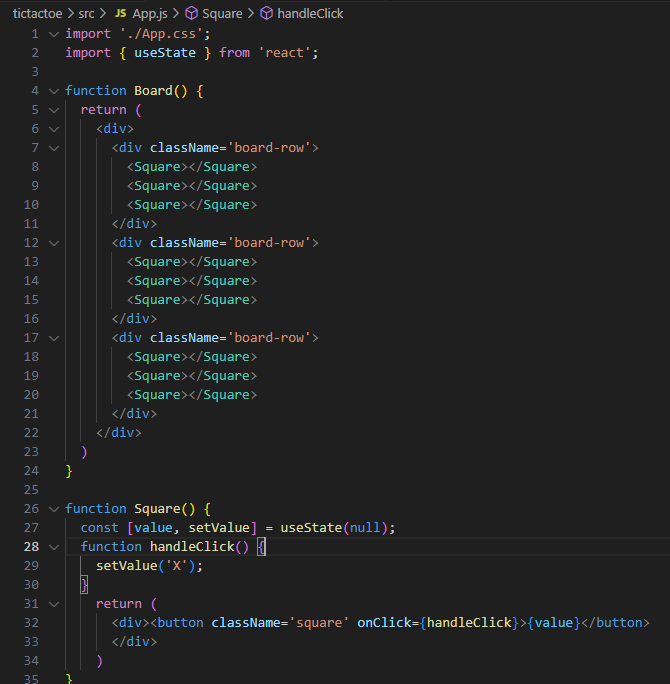 tictactoe > src > JS App.js > Square > handleClick
1 import './App.css';
2 import { useState } from 'react';
3
4 function Board() {
5 return (
6 <div>
7 <div className='board-row'>
8 <Square></Square>
9 <Square></Square>
10 <Square></Square>
11 </div>
12 <div className='board-row'>
13 <Square></Square>
14 <Square></Square>
15 <Square></Square>
16 </div>
17 <div className='board-row'>
18 <Square></Square>
19 <Square></Square>
20 <Square></Square>
21 </div>
22 </div>
23 )
24 }
25
26 function Square() {
27 const [value, setValue] = useState(null);
28 function handleClick() {
29 setValue('X');
30 }
31 return (
32 <div><button className='square' onClick={handleClick}>{value}</button>
33 </div>
34 )
35 }